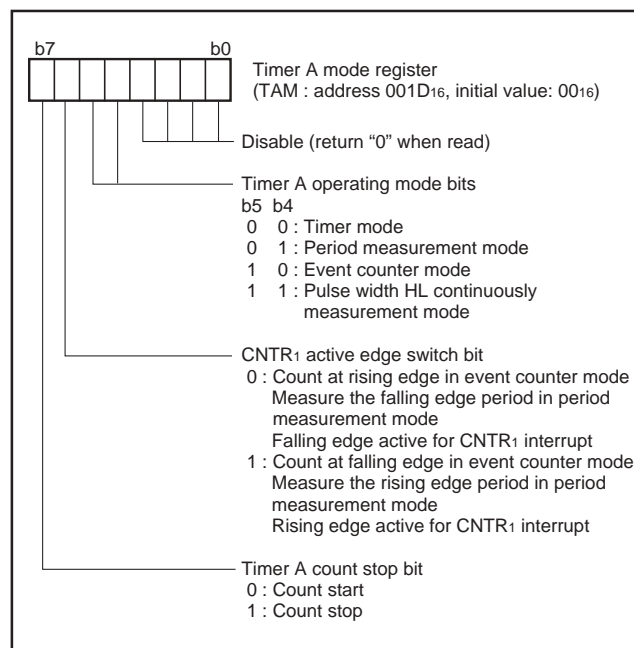 b7 b0
Timer A mode register
(TAM : address 001D16, initial value: 0016)
Disable (return “0” when read)
Timer A operating mode bits
b5 b4
0 0 : Timer mode
0 1 : Period measurement mode
1 0 : Event counter mode
1 1 : Pulse width HL continuously
measurement mode
CNTR1 active edge switch bit
0 : Count at rising edge in event counter mode
Measure the falling edge period in period
measurement mode
Falling edge active for CNTR1 interrupt
1 : Count at falling edge in event counter mode
Measure the rising edge period in period
measurement mode
Rising edge active for CNTR1 interrupt
Timer A count stop bit
0 : Count start
1 : Count stop